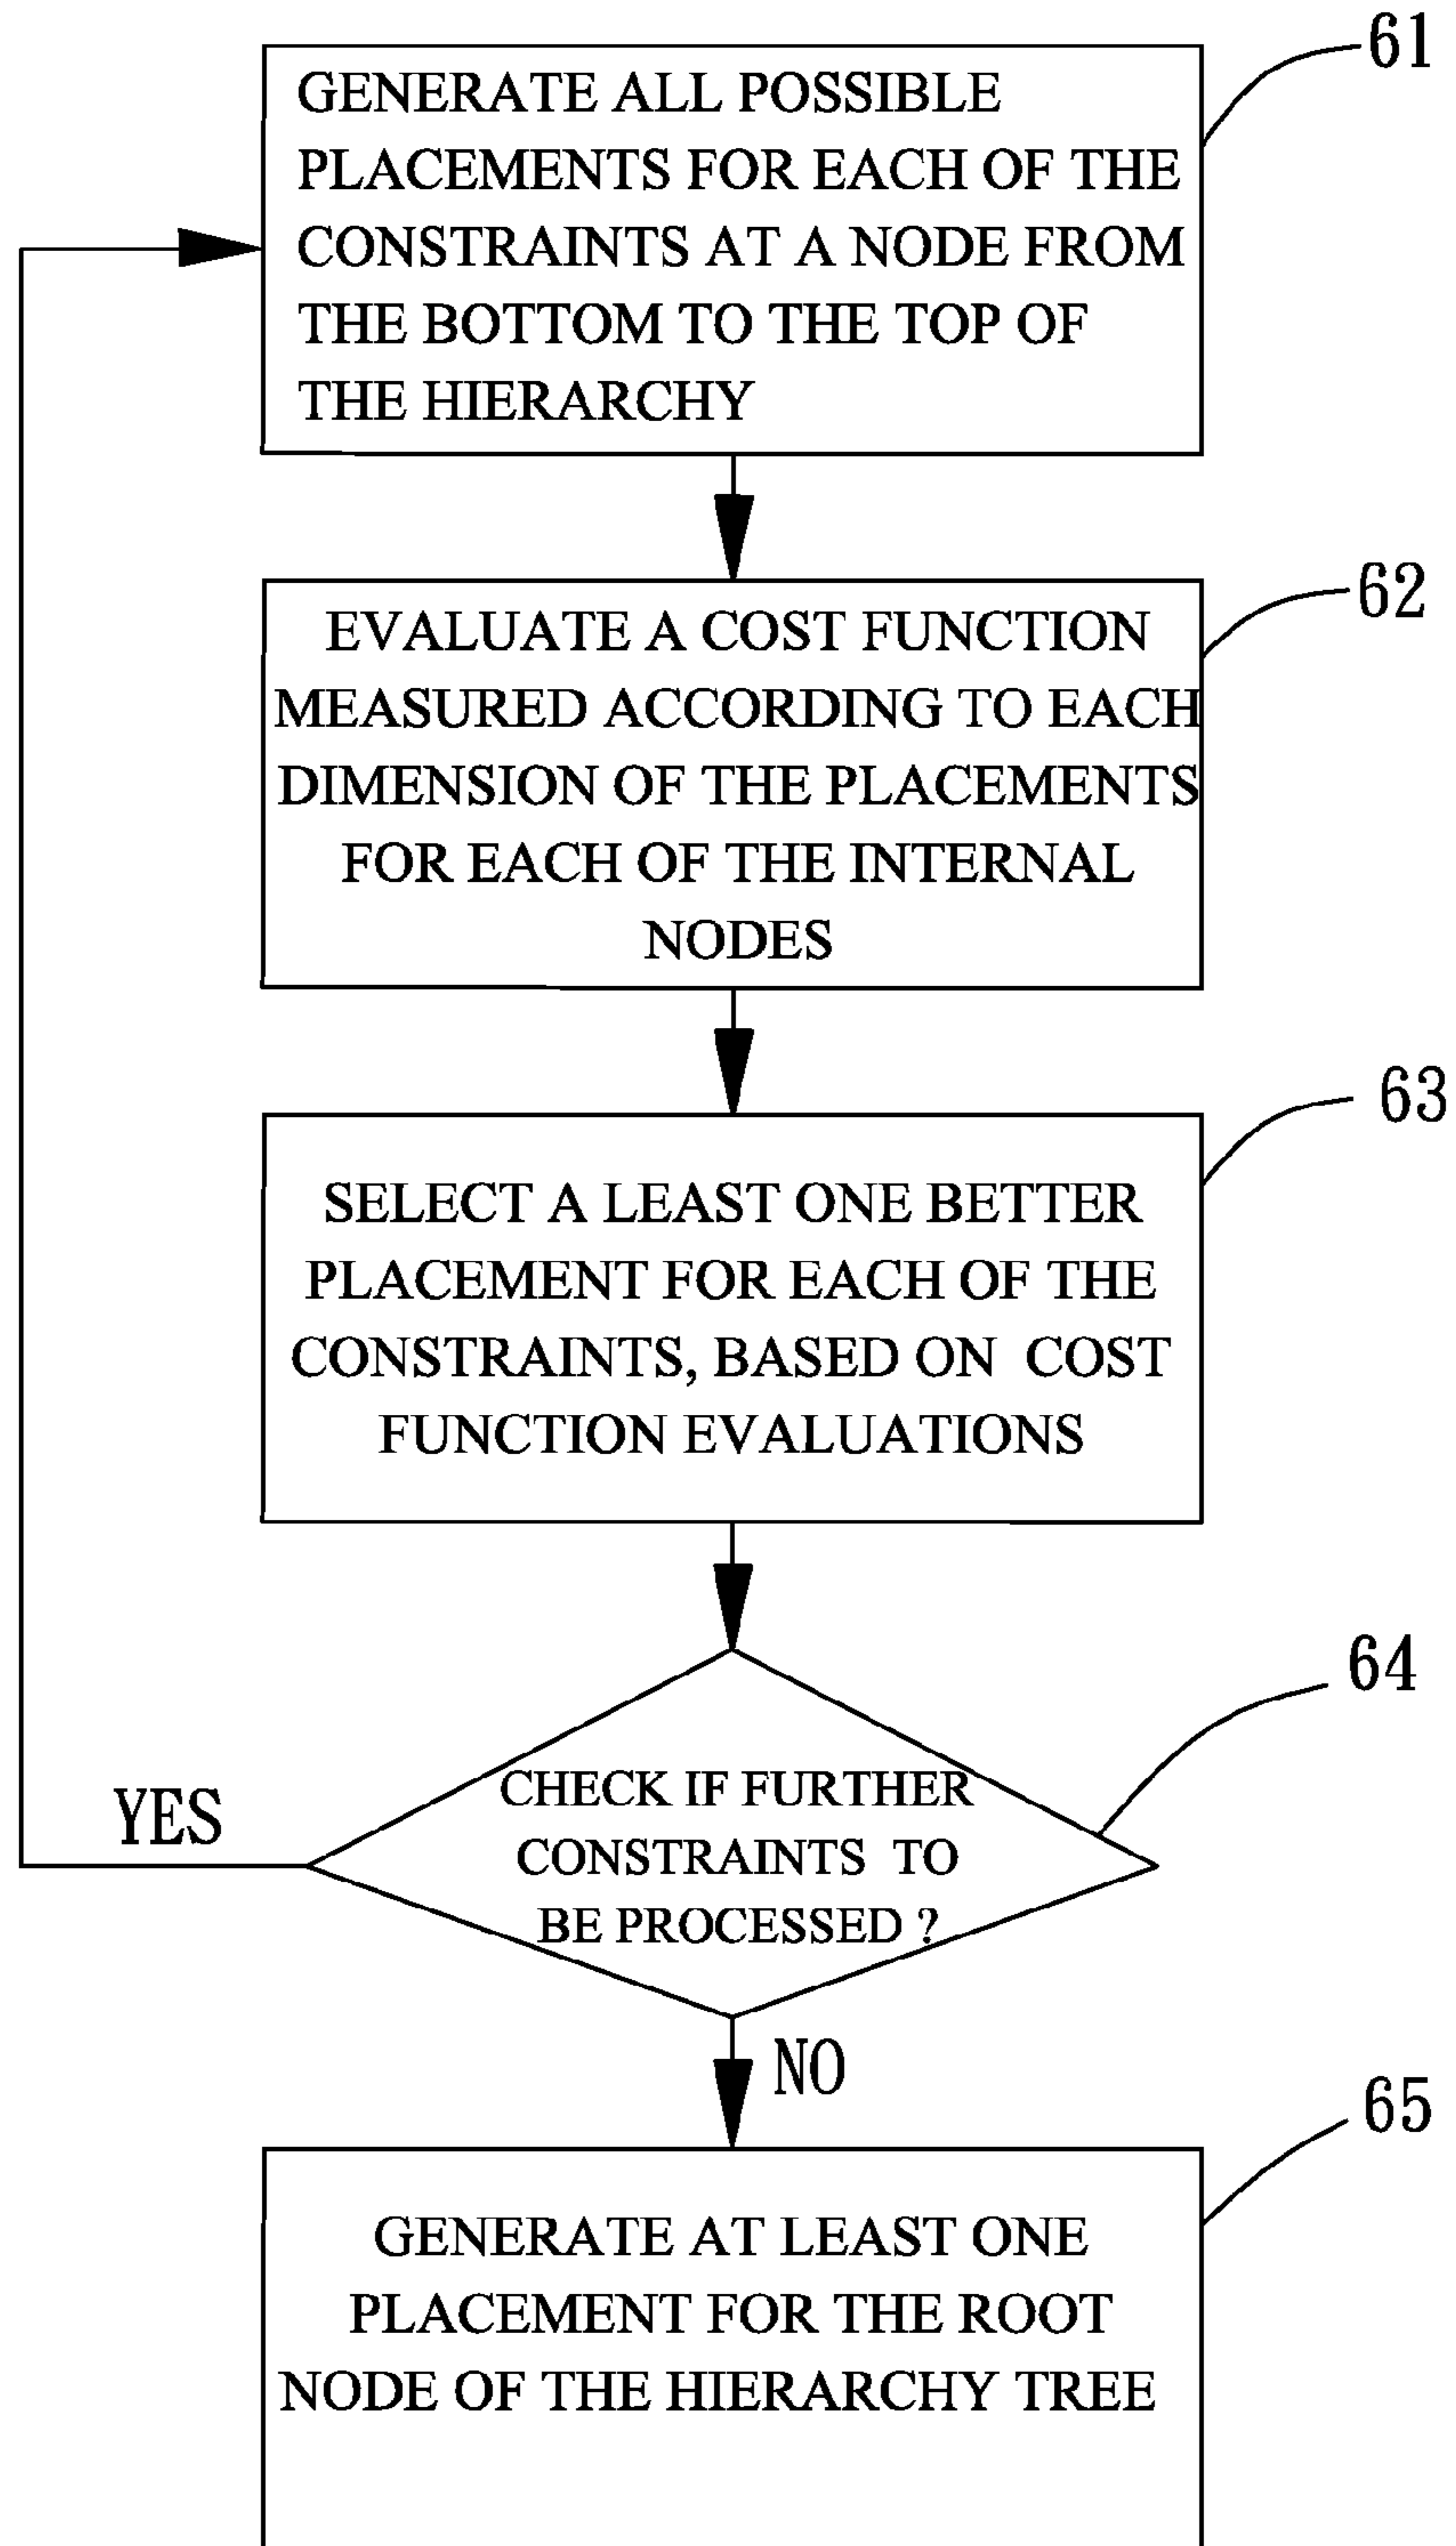 61
GENERATE ALL POSSIBLE
PLACEMENTS FOR EACH OF THE
CONSTRAINTS AT A NODE FROM
THE BOTTOM TO THE TOP OF
THE HIERARCHY
62
EVALUATE A COST FUNCTION
MEASURED ACCORDING TO EACH
DIMENSION OF THE PLACEMENTS
FOR EACH OF THE INTERNAL
NODES
63
SELECT A LEAST ONE BETTER
PLACEMENT FOR EACH OF THE
CONSTRAINTS, BASED ON COST
FUNCTION EVALUATIONS
64
CHECK IF FURTHER
CONSTRAINTS TO
BE PROCESSED ?
YES
NO
65
GENERATE AT LEAST ONE
PLACEMENT FOR THE ROOT
NODE OF THE HIERARCHY TREE